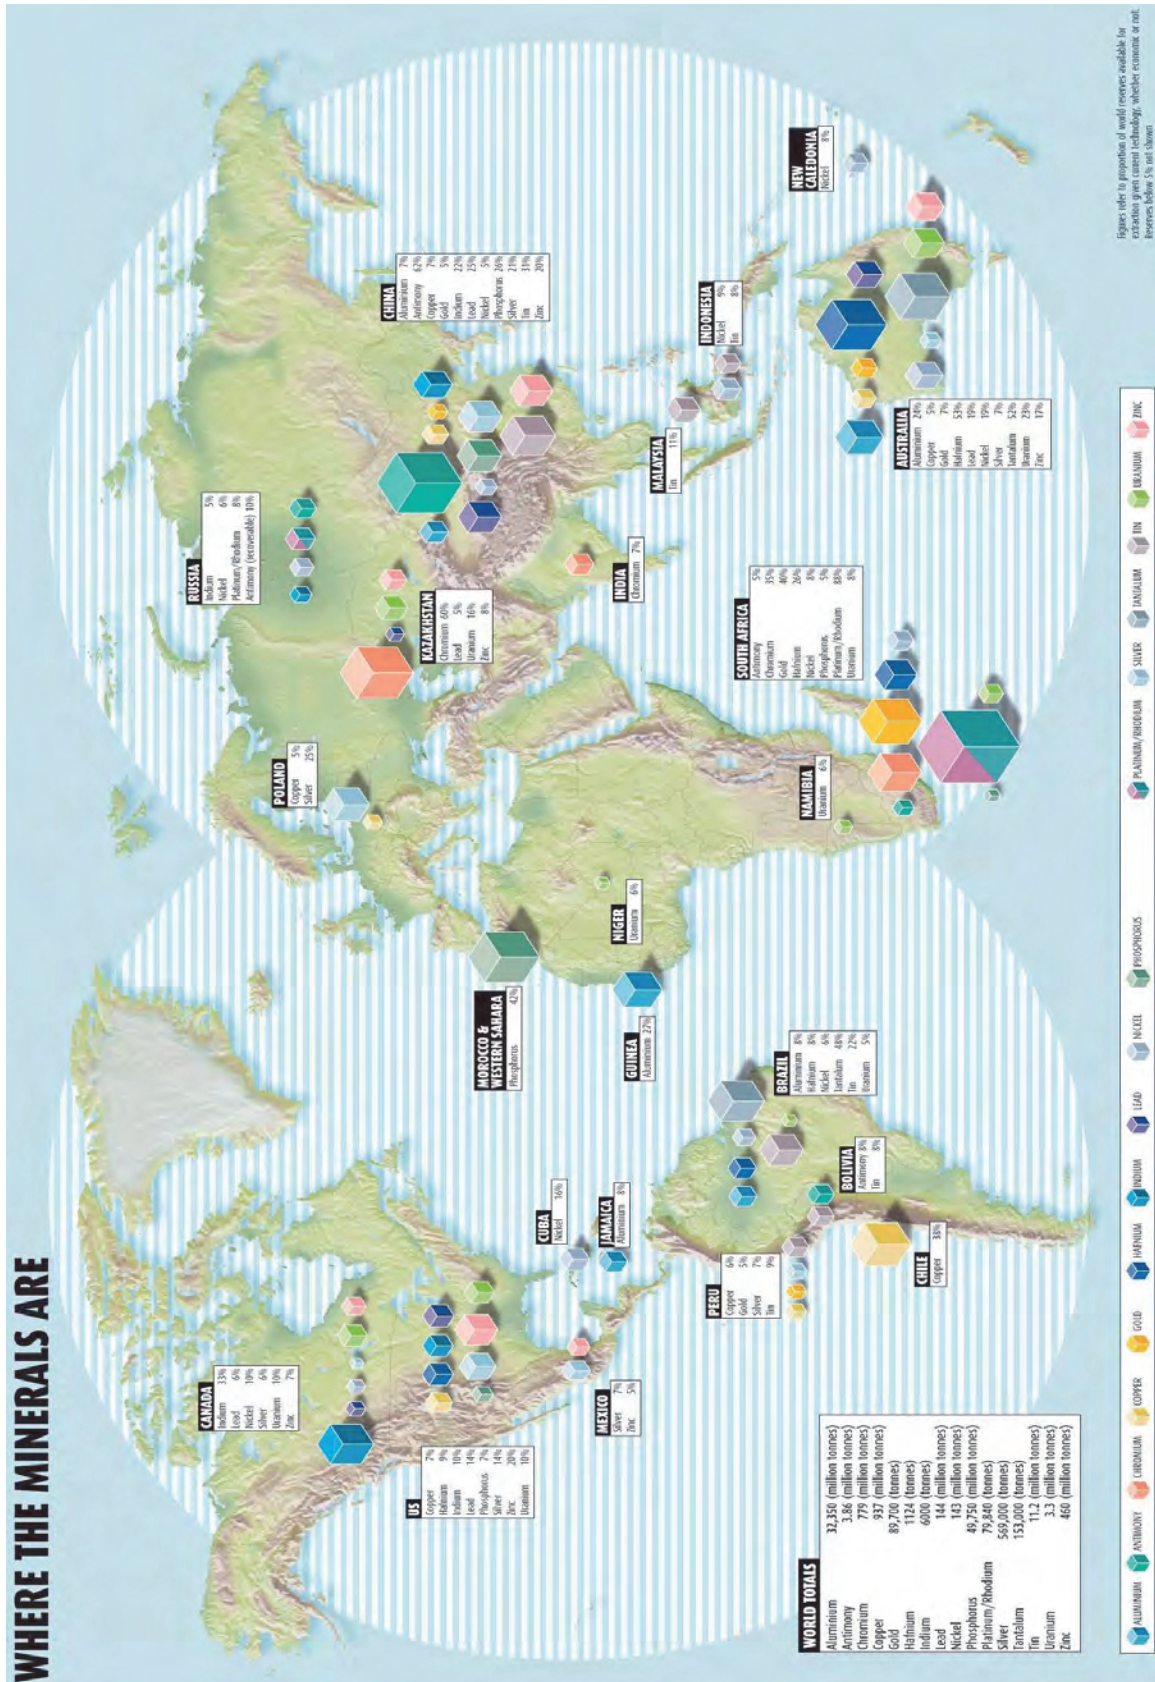 WHERE THE MINERALS ARE
CANADA
Indium 33%
Lead 6%
Nickel 10%
Silver 6%
Uranium 10%
Zinc 7%
US
Copper 7%
Hafnium 9%
Indium 10%
Lead 14%
Phosphorus 7%
Silver 14%
Zinc 20%
Uranium 10%
MEXICO
Silver 7%
Zinc 5%
CUBA
Nickel 16%
JAMAICA
Aluminium 8%
PERU
Copper 6%
Gold 5%
Silver 7%
Tin 9%
CHILE
Copper 38%
BOLIVIA
Antimony 8%
Tin 8%
BRAZIL
Aluminium 8%
Hafnium 8%
Nickel 6%
Tantalum 48%
Tin 22%
Uranium 5%
MOROCCO &
WESTERN SAHARA
Phosphorus 42%
GUINEA
Aluminium 22%
NIGER
Uranium 6%
NAMIBIA
Uranium 6%
SOUTH AFRICA
Antimony 5%
Chromium 35%
Gold 40%
Hafnium 26%
Nickel 8%
Phosphorus 5%
Platinum/Rhodium 88%
Uranium 8%
POLAND
Copper 5%
Silver 25%
RUSSIA
Indium 5%
Nickel 6%
Platinum/Rhodium 8%
Antimony (recoverable) 10%
KAZAKHSTAN
Chromium 60%
Lead 5%
Uranium 16%
Zinc 8%
INDIA
Chromium 7%
CHINA
Aluminium 7%
Antimony 62%
Copper 7%
Gold 5%
Indium 22%
Lead 25%
Nickel 5%
Phosphorus 26%
Silver 21%
Tin 31%
Zinc 20%
MALAYSIA
Tin 11%
INDONESIA
Nickel 9%
Tin 8%
NEW
CALEDONIA
Nickel 8%
AUSTRALIA
Aluminium 24%
Copper 5%
Gold 7%
Hafnium 53%
Lead 19%
Nickel 19%
Silver 7%
Tantalum 52%
Uranium 23%
Zinc 17%
WORLD TOTALS
Aluminium 32,350 (million tonnes)
Antimony 3.86 (million tonnes)
Chromium 779 (million tonnes)
Copper 937 (million tonnes)
Gold 89,700 (tonnes)
Hafnium 1124 (tonnes)
Indium 6000 (tonnes)
Lead 144 (million tonnes)
Nickel 143 (million tonnes)
Phosphorus 49,750 (million tonnes)
Platinum/Rhodium 79,840 (tonnes)
Silver 569,000 (tonnes)
Tantalum 153,000 (tonnes)
Tin 11.2 (million tonnes)
Uranium 3.3 (million tonnes)
Zinc 460 (million tonnes)
Figures refer to proportion of world reserves available for
extraction given current technology, whether economic or not.
Reserves below 5% not shown
ALUMINIUM ANTIMONY CHROMIUM COPPER GOLD HAFNIUM INDIUM LEAD NICKEL PHOSPHORUS PLATINUM/RHODIUM SILVER TANTALUM TIN URANIUM ZINC